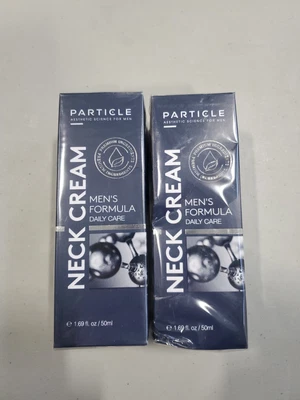 PARTICLE
AESTHETIC SCIENCE FOR MEN
NECK CREAM
MEN'S
FORMULA
DAILY CARE
℮ 1.69 fl. oz / 50ml
PARTICLE
AESTHETIC SCIENCE FOR MEN
NECK CREAM
MEN'S
FORMULA
DAILY CARE
℮ 1.69 fl. oz / 50ml